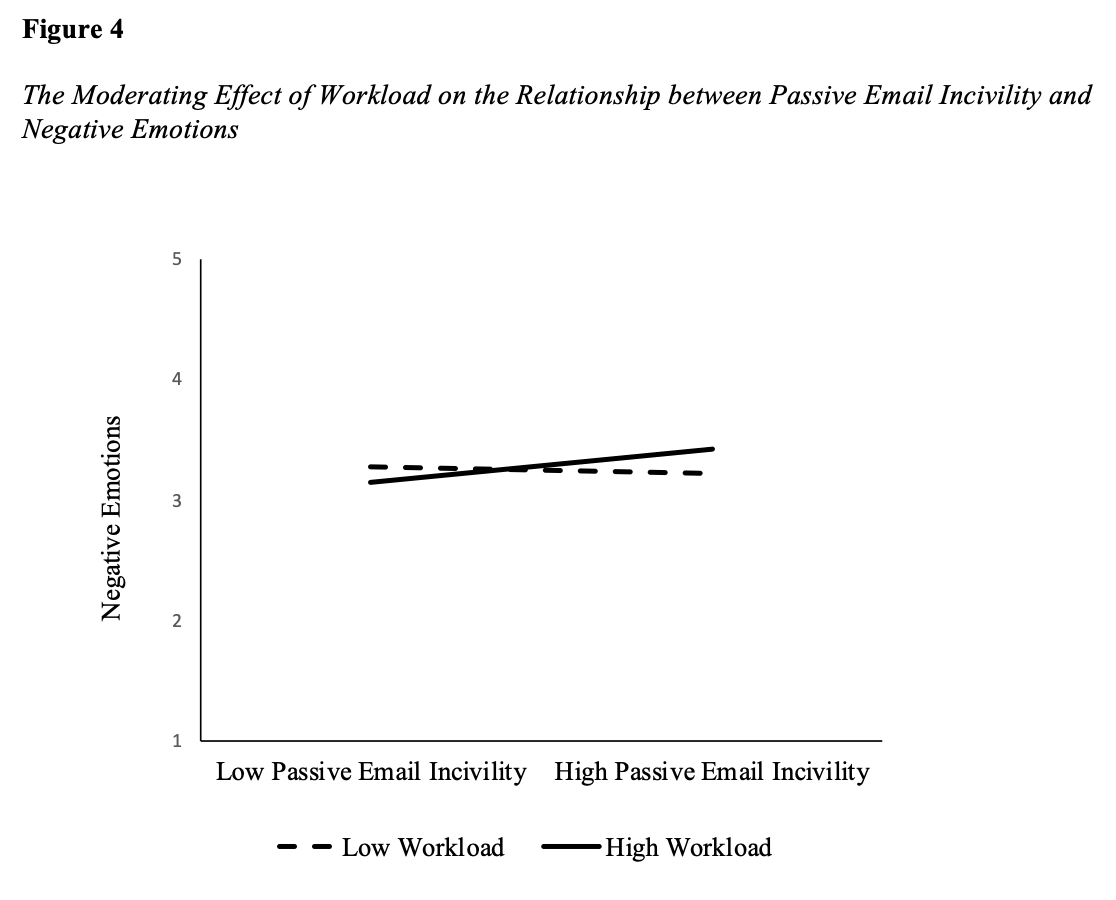 Figure 4
The Moderating Effect of Workload on the Relationship between Passive Email Incivility and
Negative Emotions
5
4
3
2
1
Negative Emotions
Low Passive Email Incivility High Passive Email Incivility
Low Workload High Workload